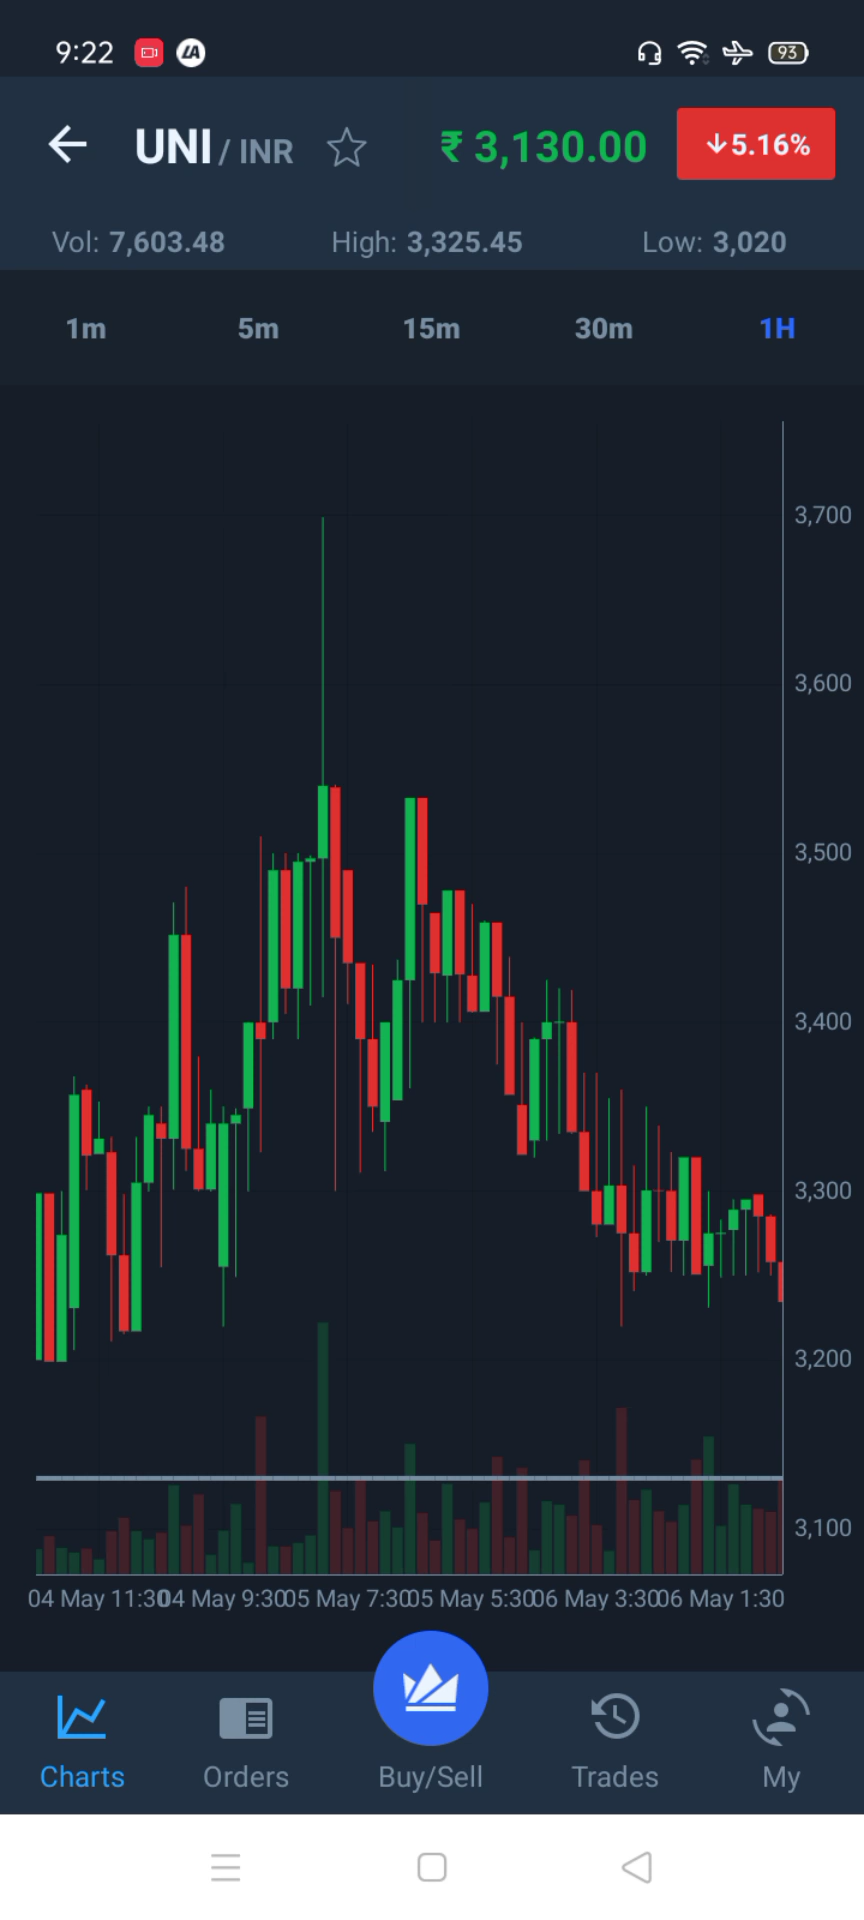 9:22 LA 93
UNI / INR ₹ 3,130.00 ↓5.16%
Vol: 7,603.48 High: 3,325.45 Low: 3,020
1m 5m 15m 30m 1H
3,700
3,600
3,500
3,400
3,300
3,200
3,100
04 May 11:30 04 May 9:30 05 May 7:30 05 May 5:30 06 May 3:30 06 May 1:30
Charts Orders Buy/Sell Trades My